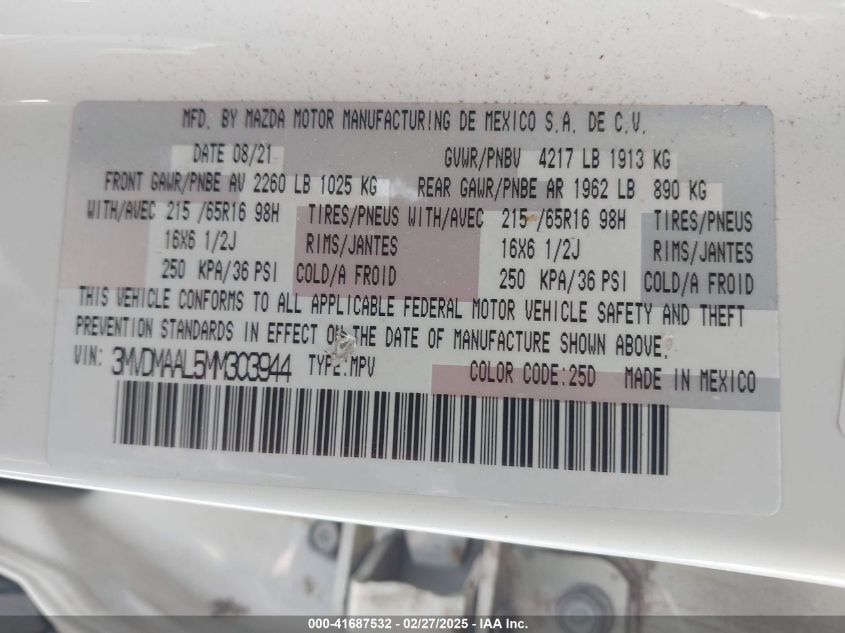 MFD. BY MAZDA MOTOR MANUFACTURING DE MEXICO S.A. DE C.V.
DATE 08/21 GVWR/PNBV 4217 LB 1913 KG
FRONT GAWR/PNBE AV 2260 LB 1025 KG REAR GAWR/PNBE AR 1962 LB 890 KG
WITH/AVEC 215 /65R16 98H TIRES/PNEUS WITH/AVEC 215 /65R16 98H TIRES/PNEUS
16X6 1/2J RIMS/JANTES 16X6 1/2J RIMS/JANTES
250 KPA/36 PSI COLD/A FROID 250 KPA/36 PSI COLD/A FROID
THIS VEHICLE CONFORMS TO ALL APPLICABLE FEDERAL MOTOR VEHICLE SAFETY AND THEFT
PREVENTION STANDARDS IN EFFECT ON THE DATE OF MANUFACTURE SHOWN ABOVE.
VIN: 3MVDMAAL5MM303944 TYPE:MPV COLOR CODE:25D MADE IN MEXICO
000-41687532 - 02/27/2025 - IAA Inc.